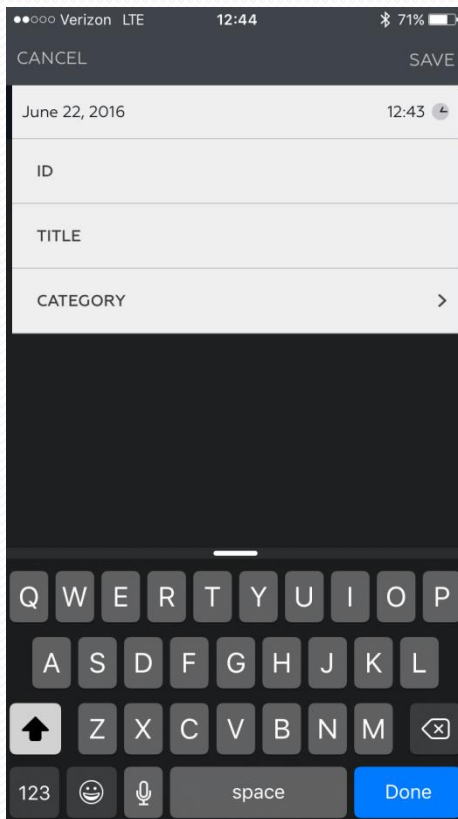 Verizon LTE 12:44 71%
CANCEL SAVE
June 22, 2016 12:43
ID
TITLE
CATEGORY
Q W E R T Y U I O P
A S D F G H J K L
Z X C V B N M
123 space Done